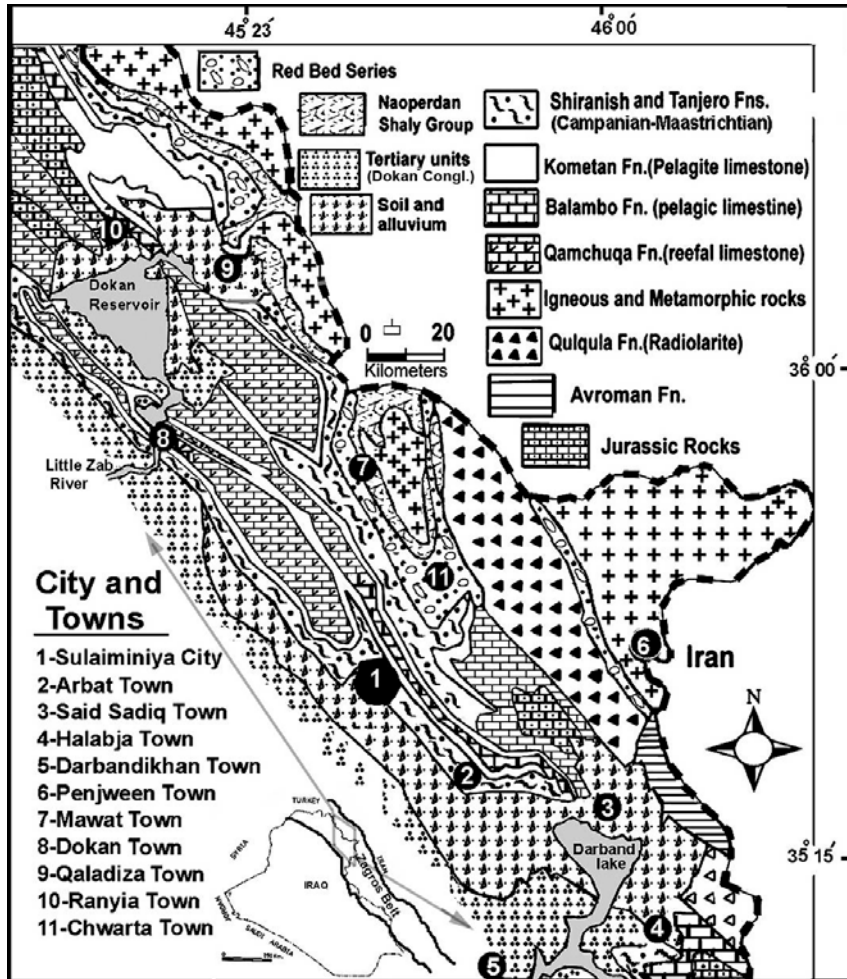 45°23'
46°00'
Red Bed Series
Naoperdan
Shaly Group
Tertiary units
(Dokan Congl.)
Soil and
alluvium
Shiranish and Tanjero Fns.
(Campanian-Maastrichtian)
Kometan Fn.(Pelagite limestone)
Balambo Fn. (pelagic limestine)
Qamchuqa Fn.(reefal limestone)
Igneous and Metamorphic rocks
Qulqula Fn.(Radiolarite)
Avroman Fn.
Jurassic Rocks
0 20
Kilometers
36°00'
35°15'
10
9
Dokan
Reservoir
8
Little Zab
River
7
11
6
Iran
N
1
2
3
Darband
lake
4
5
City and
Towns
1-Sulaiminiya City
2-Arbat Town
3-Said Sadiq Town
4-Halabja Town
5-Darbandikhan Town
6-Penjween Town
7-Mawat Town
8-Dokan Town
9-Qaladiza Town
10-Ranyia Town
11-Chwarta Town
TURKEY
SYRIA
IRAN
IRAQ
Zagros Belt
SAUDI ARABIA